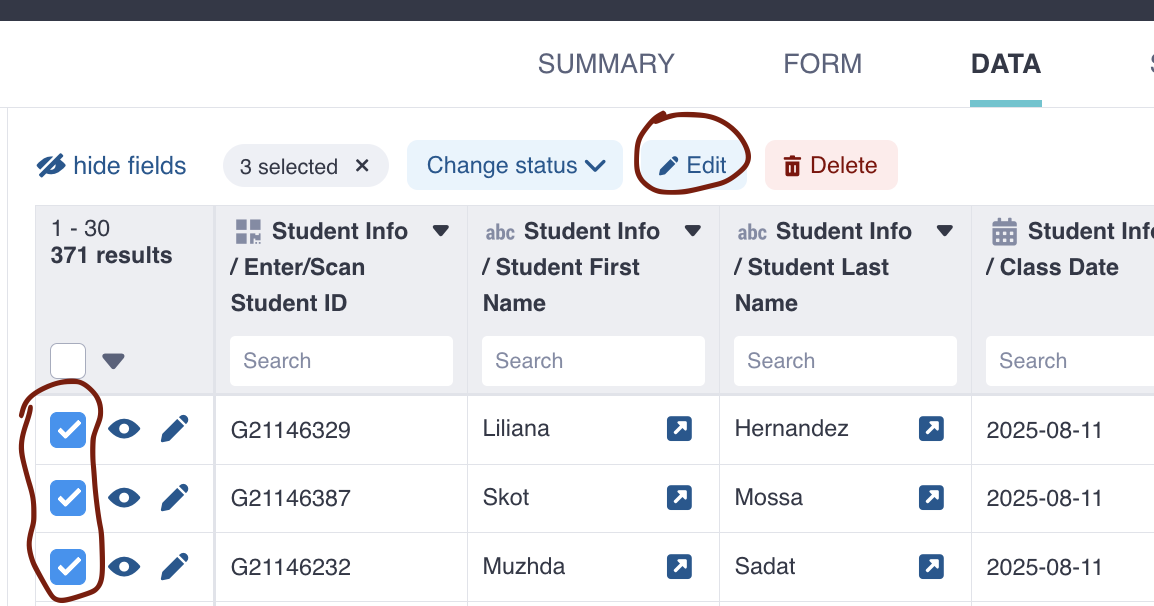 SUMMARY FORM DATA
hide fields 3 selected × Change status Edit Delete
1 - 30
371 results
Student Info
/ Enter/Scan
Student ID
abc Student Info
/ Student First
Name
abc Student Info
/ Student Last
Name
Student Info
/ Class Date
Search Search Search Search
G21146329 Liliana Hernandez 2025-08-11
G21146387 Skot Mossa 2025-08-11
G21146232 Muzhda Sadat 2025-08-11